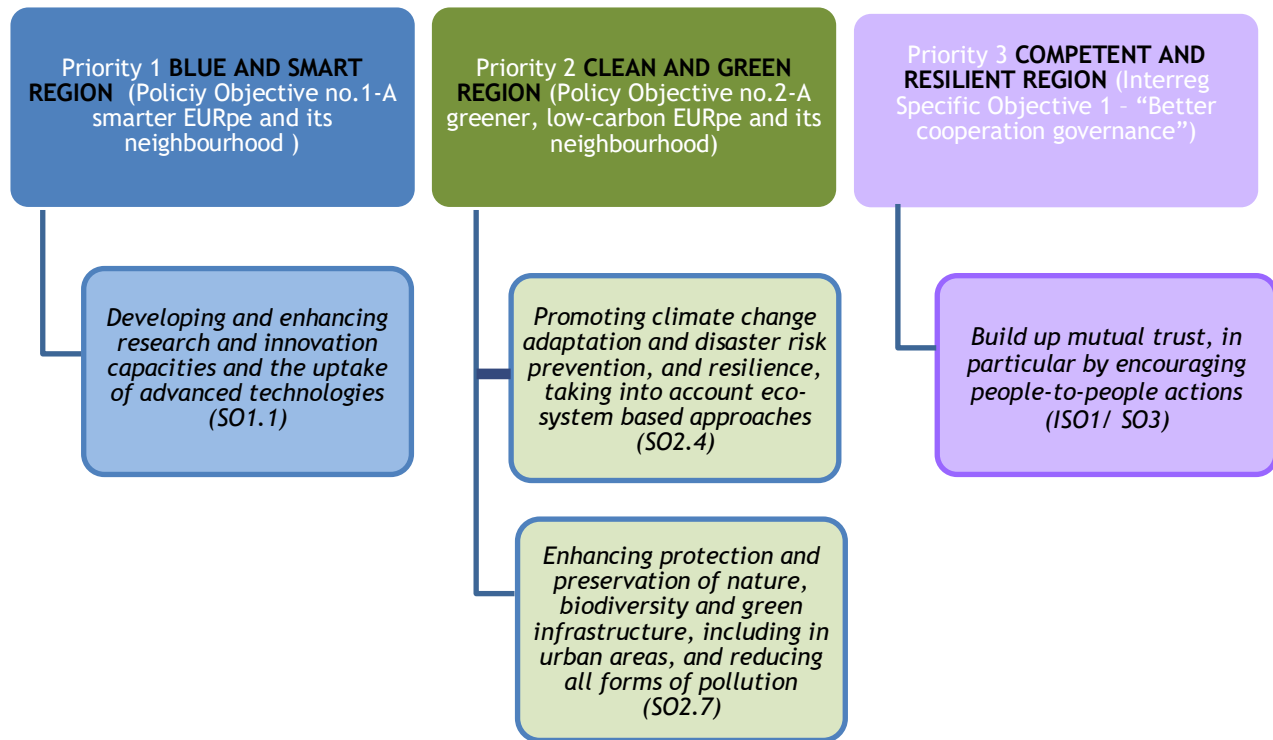 Priority 1 BLUE AND SMART
REGION (Policiy Objective no.1-A
smarter EURpe and its
neighbourhood )
Developing and enhancing
research and innovation
capacities and the uptake
of advanced technologies
(SO1.1)
Priority 2 CLEAN AND GREEN
REGION (Policy Objective no.2-A
greener, low-carbon EURpe and its
neighbourhood)
Promoting climate change
adaptation and disaster risk
prevention, and resilience,
taking into account eco-
system based approaches
(SO2.4)
Enhancing protection and
preservation of nature,
biodiversity and green
infrastructure, including in
urban areas, and reducing
all forms of pollution
(SO2.7)
Priority 3 COMPETENT AND
RESILIENT REGION (Interreg
Specific Objective 1 – “Better
cooperation governance”)
Build up mutual trust, in
particular by encouraging
people-to-people actions
(ISO1/ SO3)